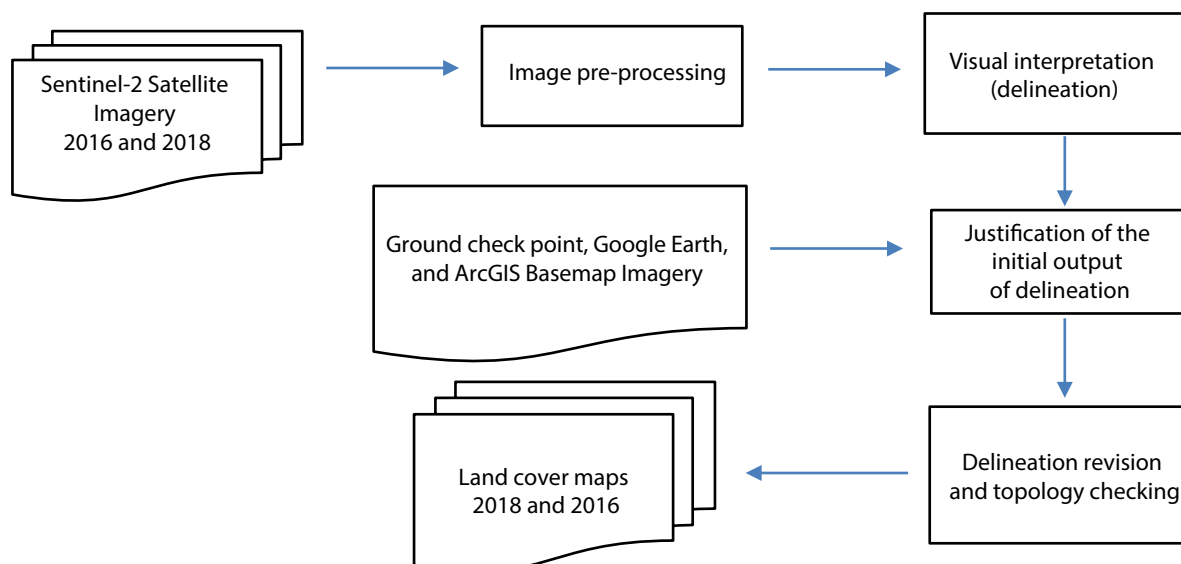 Sentinel-2 Satellite
Imagery
2016 and 2018
Image pre-processing
Visual interpretation
(delineation)
Ground check point, Google Earth,
and ArcGIS Basemap Imagery
Justification of the
initial output
of delineation
Land cover maps
2018 and 2016
Delineation revision
and topology checking